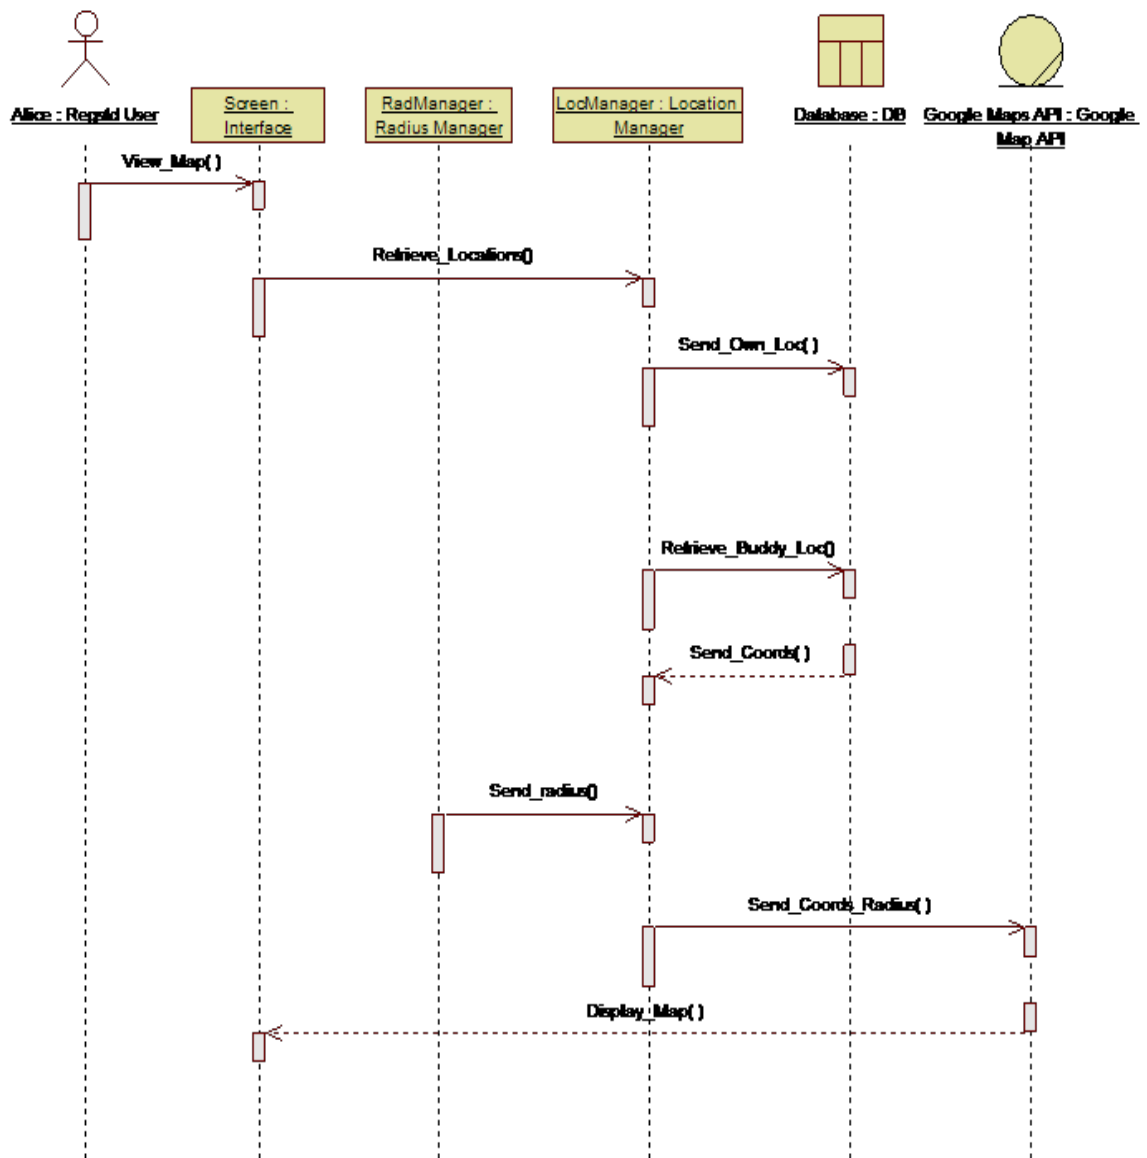 Alice : Regstd User
Screen :
Interface
RadManager :
Radius Manager
LocManager : Location
Manager
Database : DB
Google Maps API : Google
Map API
View_Map( )
Retrieve_Locations()
Send_Own_Loc( )
Retrieve_Buddy_Loc()
Send_Coords( )
Send_radius()
Send_Coords_Radius( )
Display_Map( )